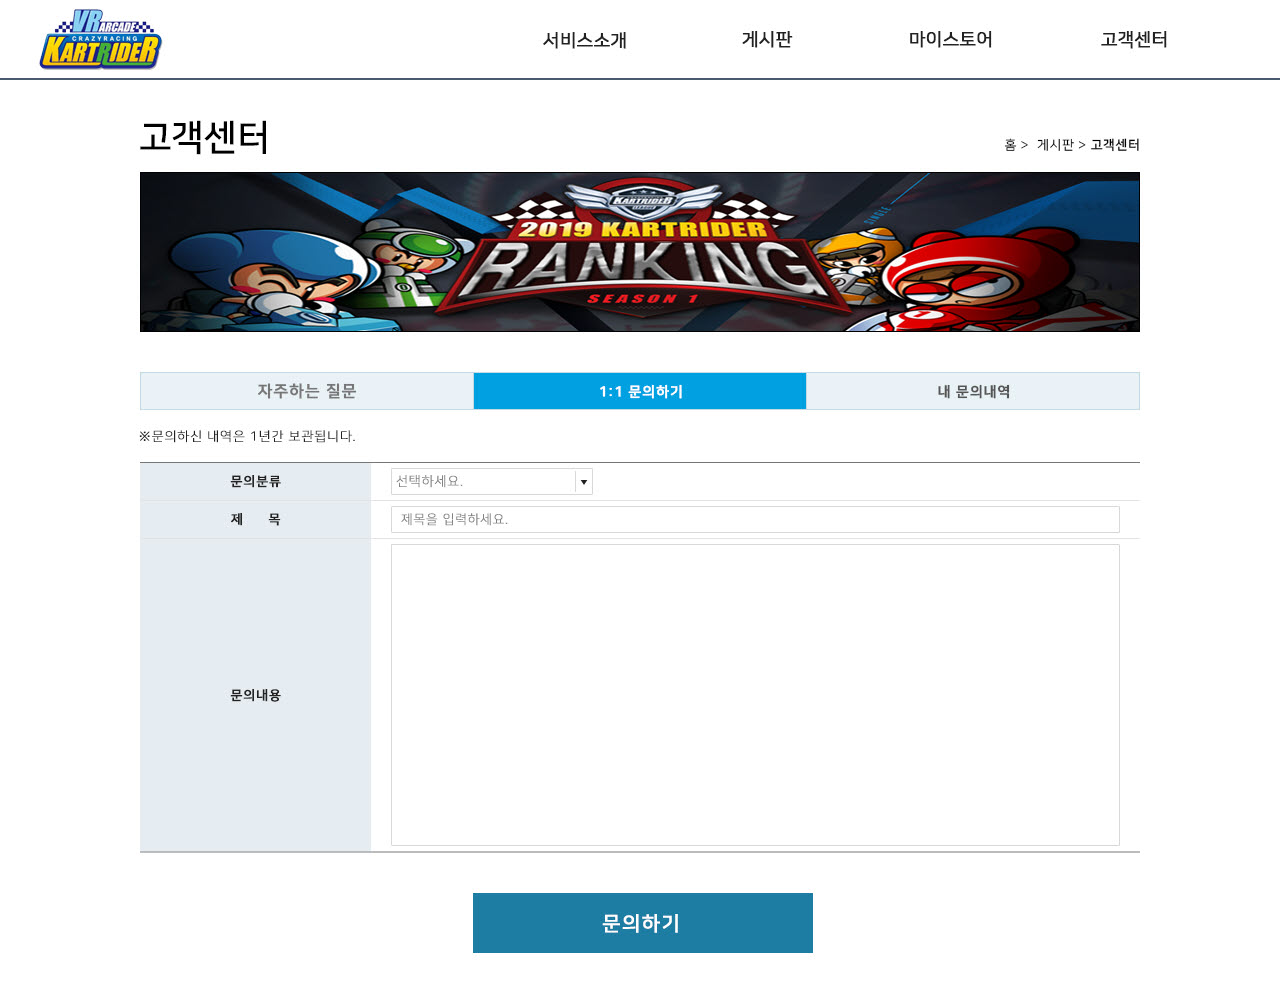 VR ARCADE
CRAZYRACING
KARTRIDER
서비스소개 게시판 마이스토어 고객센터
고객센터
홈 > 게시판 > 고객센터
KARTRIDER
LEAGUE
2019 KARTRIDER
RANKING
SEASON 1
SINGLE
자주하는 질문 1:1 문의하기 내 문의내역
※문의하신 내역은 1년간 보관됩니다.
문의분류 선택하세요.
제 목 제목을 입력하세요.
문의내용
문의하기